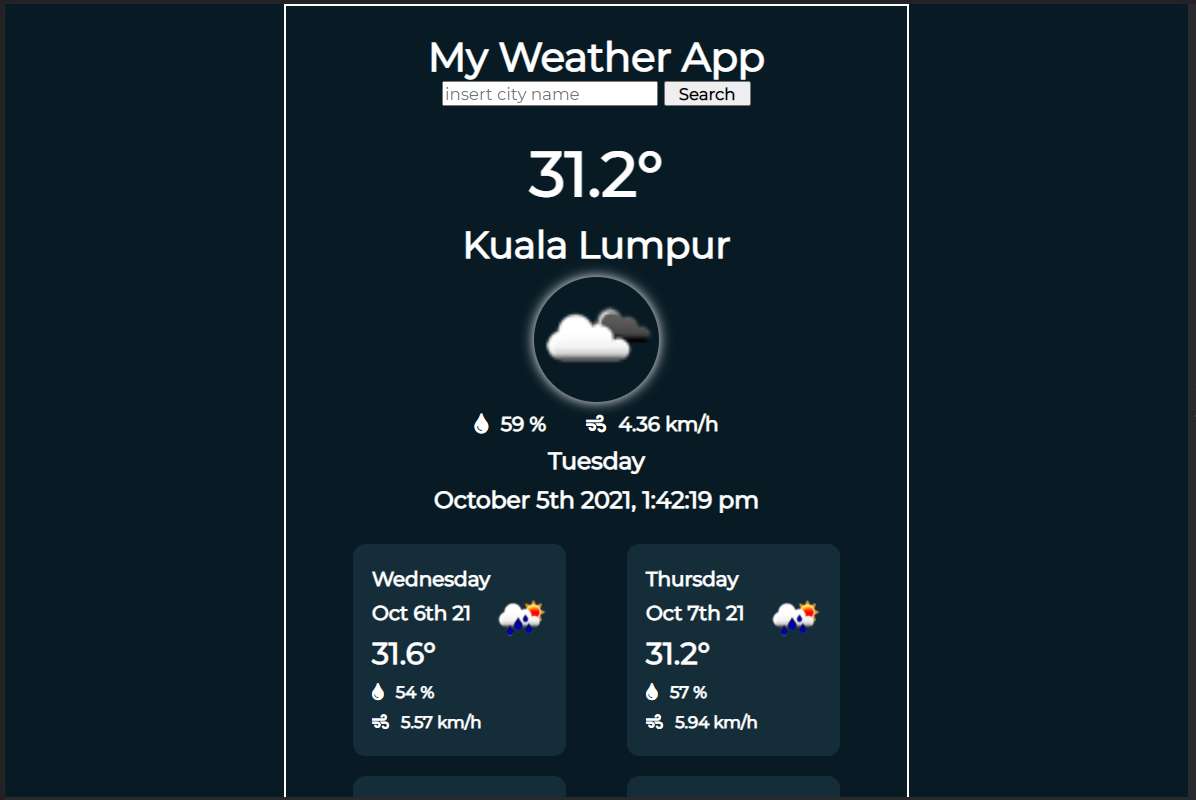 My Weather App
insert city name Search
31.2°
Kuala Lumpur
59 % 4.36 km/h
Tuesday
October 5th 2021, 1:42:19 pm
Wednesday
Oct 6th 21
31.6°
54 %
5.57 km/h
Thursday
Oct 7th 21
31.2°
57 %
5.94 km/h